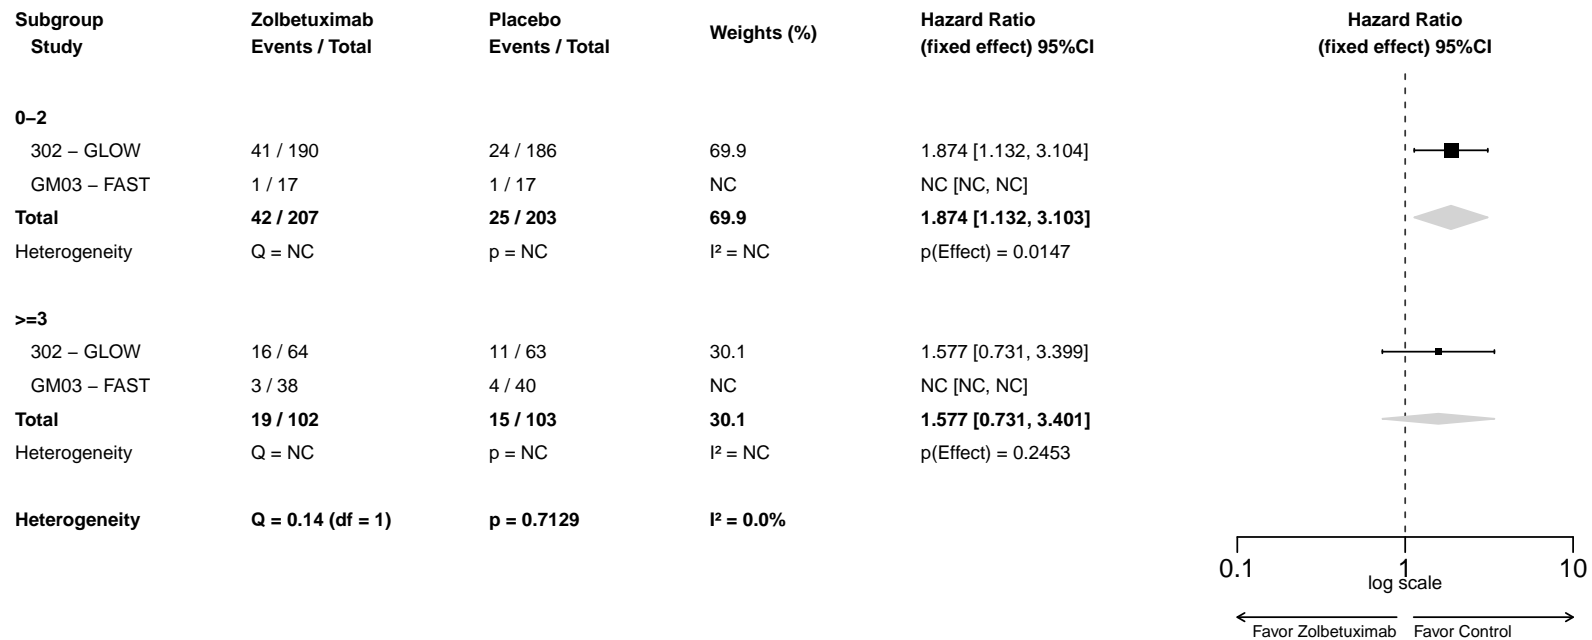 Subgroup Zolbetuximab Placebo Weights (%) Hazard Ratio Hazard Ratio
Study Events / Total Events / Total (fixed effect) 95%CI (fixed effect) 95%CI
0−2
302 − GLOW 41 / 190 24 / 186 69.9 1.874 [1.132, 3.104]
GM03 − FAST 1 / 17 1 / 17 NC NC [NC, NC]
Total 42 / 207 25 / 203 69.9 1.874 [1.132, 3.103]
Heterogeneity Q = NC p = NC I² = NC p(Effect) = 0.0147
>=3
302 − GLOW 16 / 64 11 / 63 30.1 1.577 [0.731, 3.399]
GM03 − FAST 3 / 38 4 / 40 NC NC [NC, NC]
Total 19 / 102 15 / 103 30.1 1.577 [0.731, 3.401]
Heterogeneity Q = NC p = NC I² = NC p(Effect) = 0.2453
Heterogeneity Q = 0.14 (df = 1) p = 0.7129 I² = 0.0%
0.1 1 10
log scale
Favor Zolbetuximab Favor Control